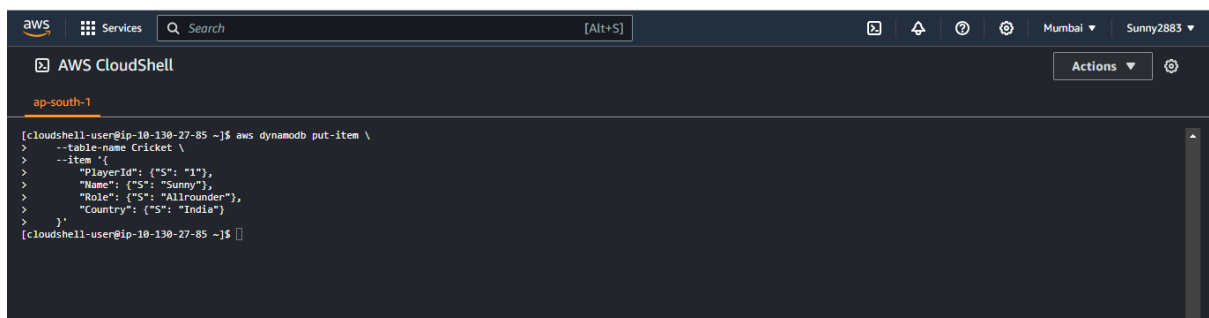 aws Services Search [Alt+S] Mumbai ▼ Sunny2883 ▼
AWS CloudShell Actions ▼
ap-south-1
[cloudshell-user@ip-10-130-27-85 ~]$ aws dynamodb put-item \
>     --table-name Cricket \
>     --item '{
>         "PlayerId": {"S": "1"},
>         "Name": {"S": "Sunny"},
>         "Role": {"S": "Allrounder"},
>         "Country": {"S": "India"}
>     }'
[cloudshell-user@ip-10-130-27-85 ~]$